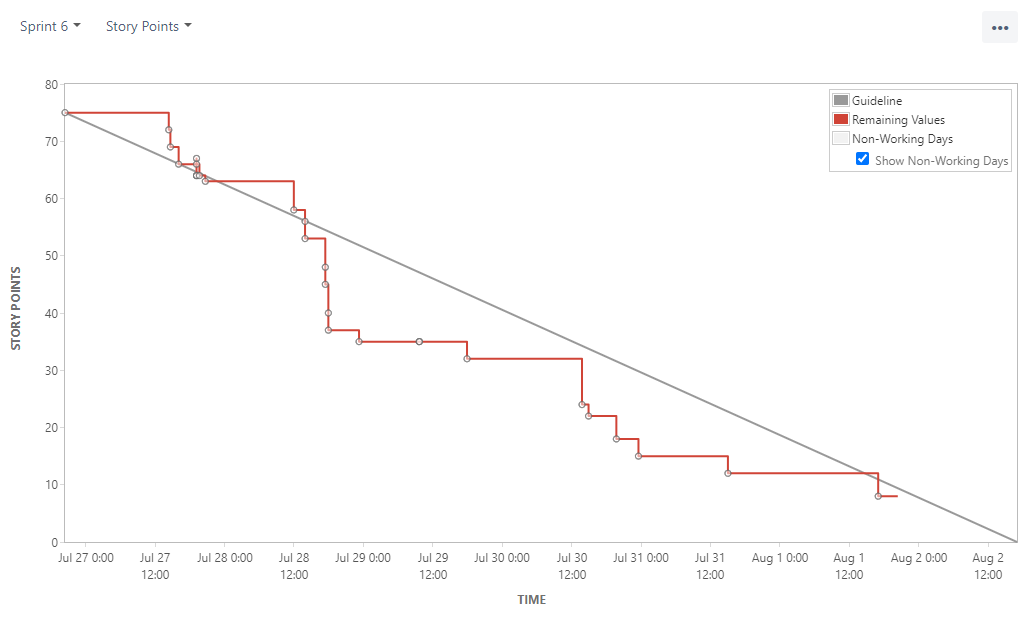 Sprint 6 Story Points
•••
80
70
60
50
40
30
20
10
0
STORY POINTS
Guideline
Remaining Values
Non-Working Days
Show Non-Working Days
Jul 27 0:00 Jul 27 Jul 28 0:00 Jul 28 Jul 29 0:00 Jul 29 Jul 30 0:00 Jul 30 Jul 31 0:00 Jul 31 Aug 1 0:00 Aug 1 Aug 2 0:00 Aug 2
12:00 12:00 12:00 12:00 12:00 12:00 12:00
TIME